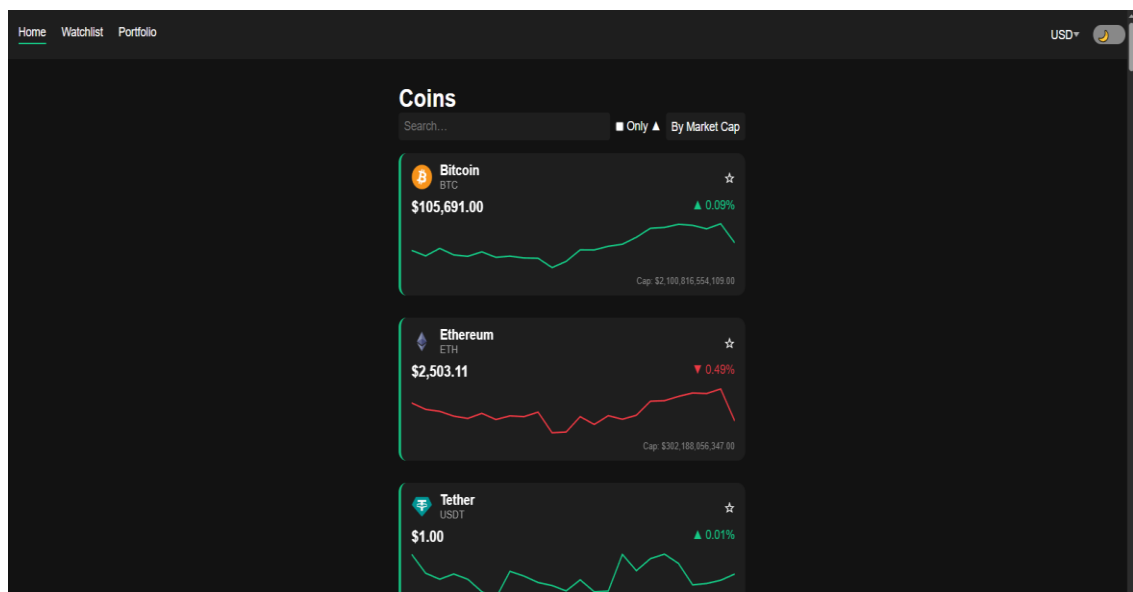 Home Watchlist Portfolio USD▾
Coins
Search... Only ▲ By Market Cap
Bitcoin
BTC
$105,691.00 ▲ 0.09%
Cap: $2,100,816,554,109.00
Ethereum
ETH
$2,503.11 ▼ 0.49%
Cap: $302,188,056,347.00
Tether
USDT
$1.00 ▲ 0.01%